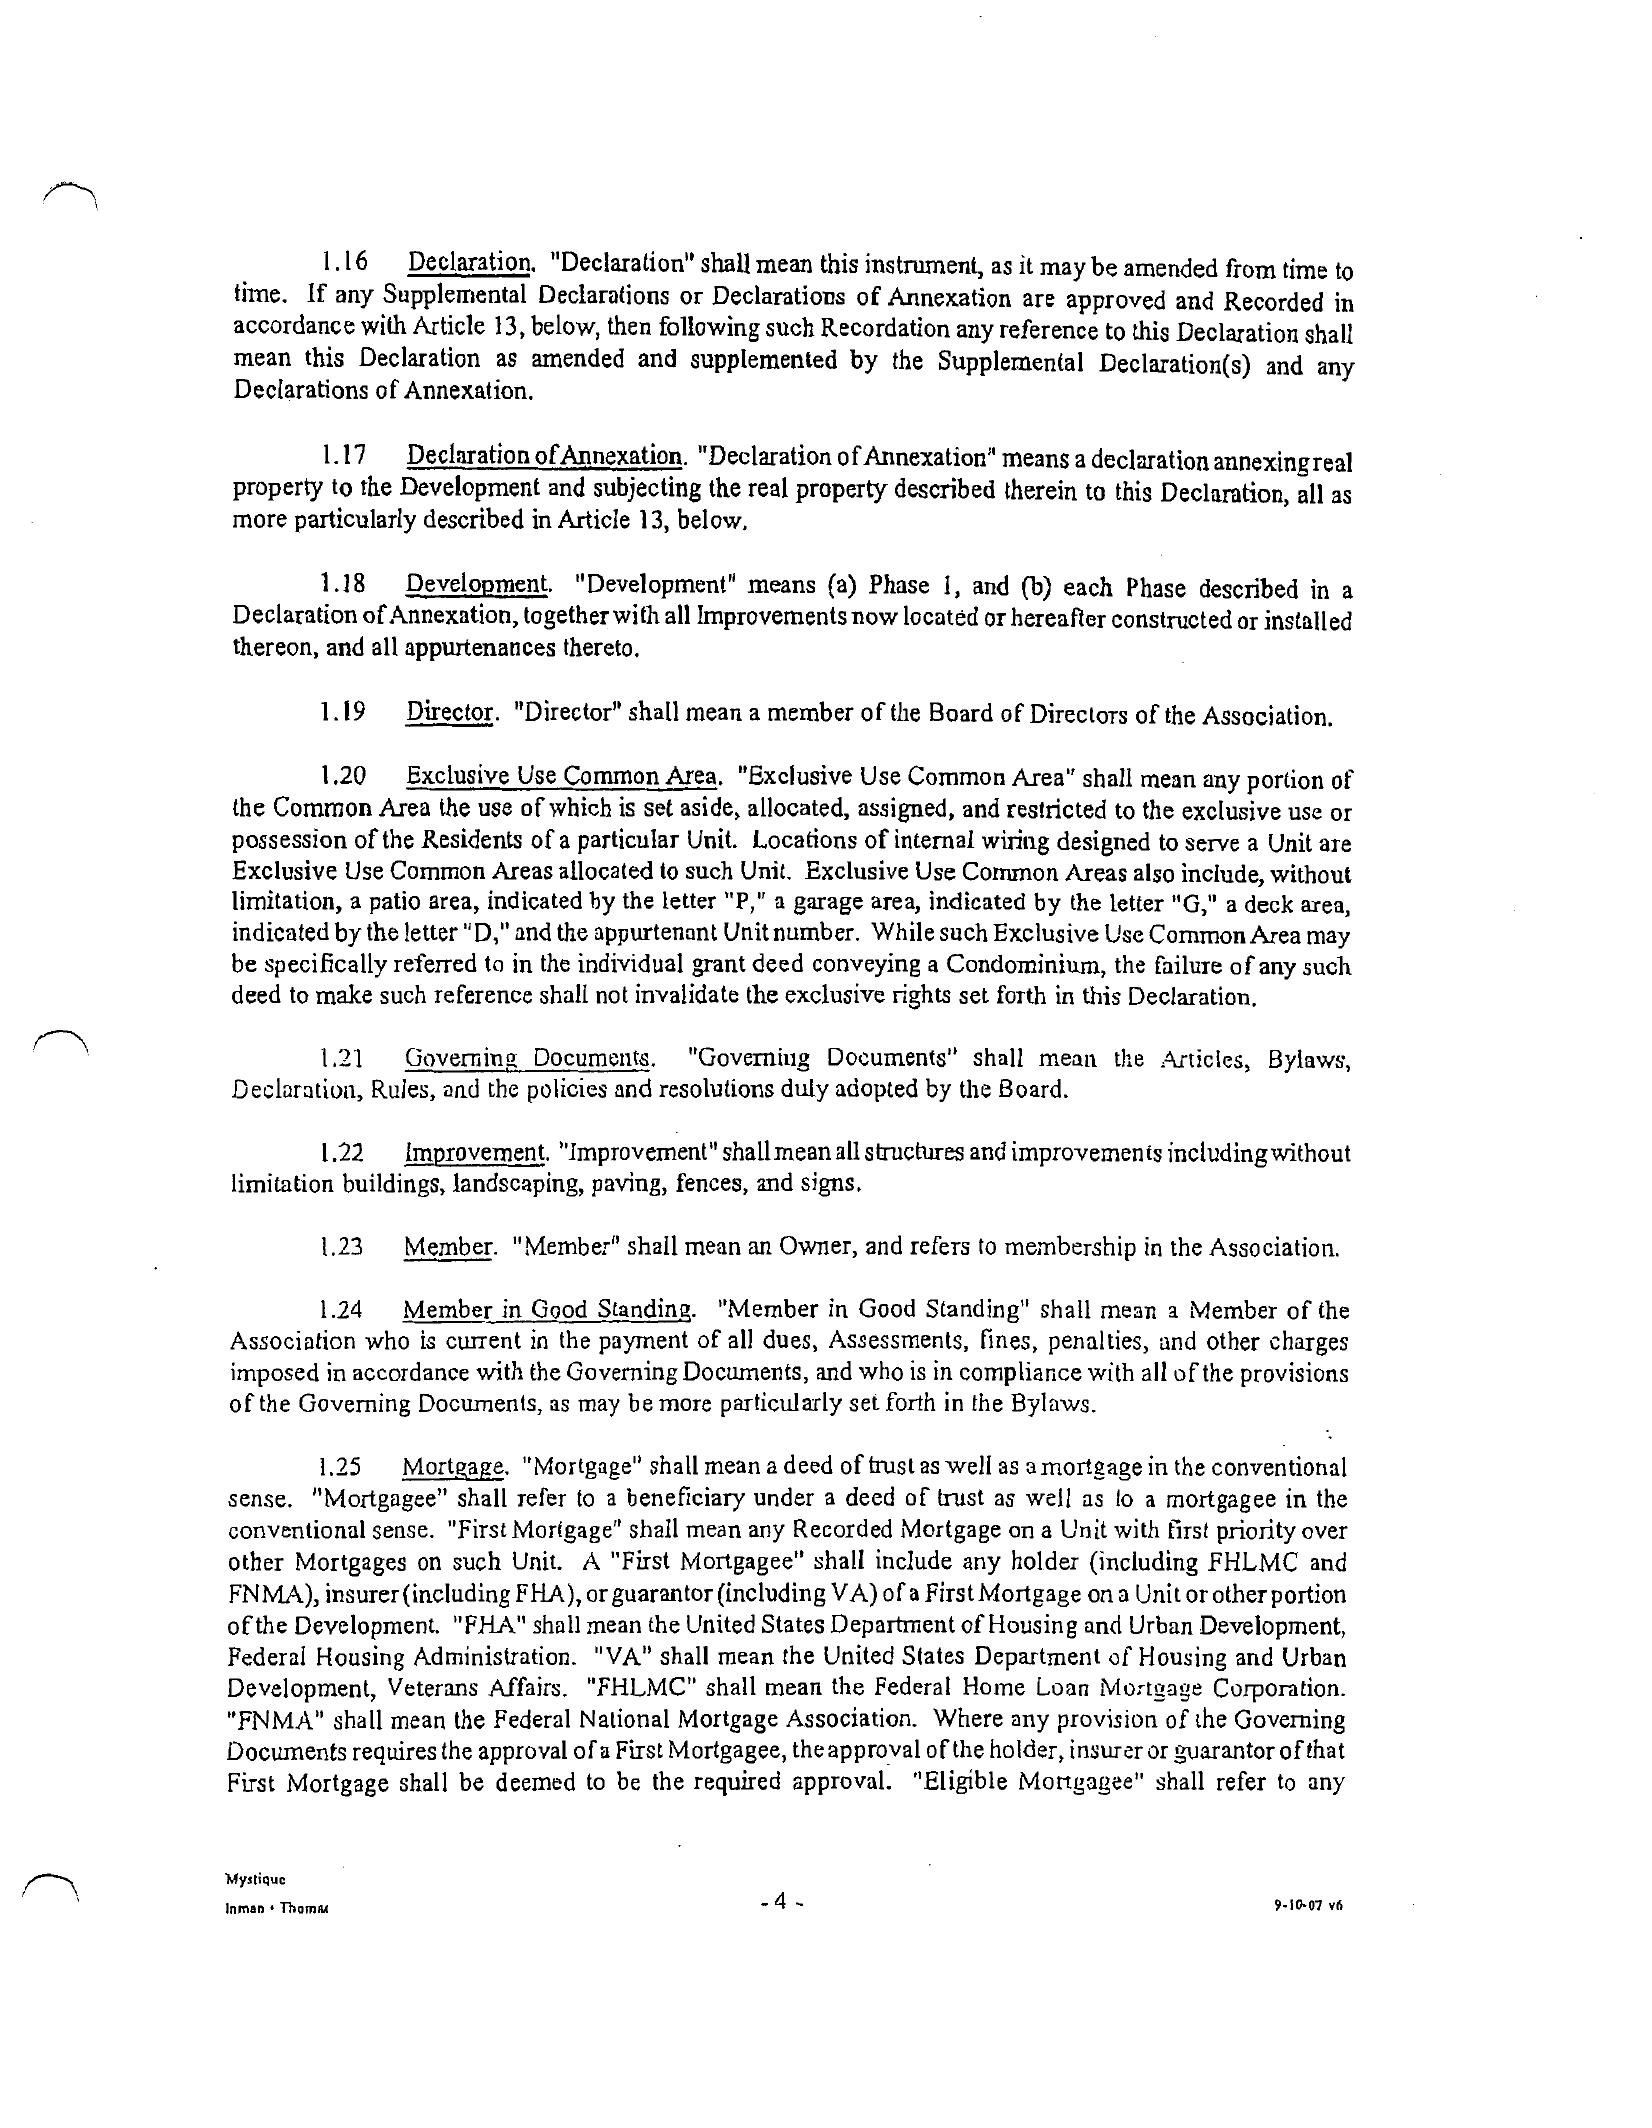 1.16 Declaration. "Declaration" shall mean this instrument, as it may be amended from time to
time. If any Supplemental Declarations or Declarations of Annexation are approved and Recorded in
accordance with Article 13, below, then following such Recordation any reference to this Declaration shall
mean this Declaration as amended and supplemented by the Supplemental Declaration(s) and any
Declarations of Annexation.
1.17 Declaration of Annexation. "Declaration of Annexation" means a declaration annexing real
property to the Development and subjecting the real property described therein to this Declaration, all as
more particularly described in Article 13, below.
1.18 Development. "Development" means (a) Phase 1, and (b) each Phase described in a
Declaration of Annexation, together with all Improvements now located or hereafter constructed or installed
thereon, and all appurtenances thereto.
1.19 Director. "Director" shall mean a member of the Board of Directors of the Association.
1.20 Exclusive Use Common Area. "Exclusive Use Common Area" shall mean any portion of
the Common Area the use of which is set aside, allocated, assigned, and restricted to the exclusive use or
possession of the Residents of a particular Unit. Locations of internal wiring designed to serve a Unit are
Exclusive Use Common Areas allocated to such Unit. Exclusive Use Common Areas also include, without
limitation, a patio area, indicated by the letter "P," a garage area, indicated by the letter "G," a deck area,
indicated by the letter "D," and the appurtenant Unit number. While such Exclusive Use Common Area may
be specifically referred to in the individual grant deed conveying a Condominium, the failure of any such
deed to make such reference shall not invalidate the exclusive rights set forth in this Declaration.
1.21 Governing Documents. "Governing Documents" shall mean the Articles, Bylaws,
Declaration, Rules, and the policies and resolutions duly adopted by the Board.
1.22 Improvement. "Improvement" shall mean all structures and improvements including without
limitation buildings, landscaping, paving, fences, and signs.
1.23 Member. "Member" shall mean an Owner, and refers to membership in the Association.
1.24 Member in Good Standing. "Member in Good Standing" shall mean a Member of the
Association who is current in the payment of all dues, Assessments, fines, penalties, and other charges
imposed in accordance with the Governing Documents, and who is in compliance with all of the provisions
of the Governing Documents, as may be more particularly set forth in the Bylaws.
1.25 Mortgage. "Mortgage" shall mean a deed of trust as well as a mortgage in the conventional
sense. "Mortgagee" shall refer to a beneficiary under a deed of trust as well as to a mortgagee in the
conventional sense. "First Mortgage" shall mean any Recorded Mortgage on a Unit with first priority over
other Mortgages on such Unit. A "First Mortgagee" shall include any holder (including FHLMC and
FNMA), insurer (including FHA), or guarantor (including VA) of a First Mortgage on a Unit or other portion
of the Development. "FHA" shall mean the United States Department of Housing and Urban Development,
Federal Housing Administration. "VA" shall mean the United States Department of Housing and Urban
Development, Veterans Affairs. "FHLMC" shall mean the Federal Home Loan Mortgage Corporation.
"FNMA" shall mean the Federal National Mortgage Association. Where any provision of the Governing
Documents requires the approval of a First Mortgagee, the approval of the holder, insurer or guarantor of that
First Mortgage shall be deemed to be the required approval. "Eligible Mortgagee" shall refer to any
Mystique
Inman • Thomas
- 4 -
9-10-07 v6